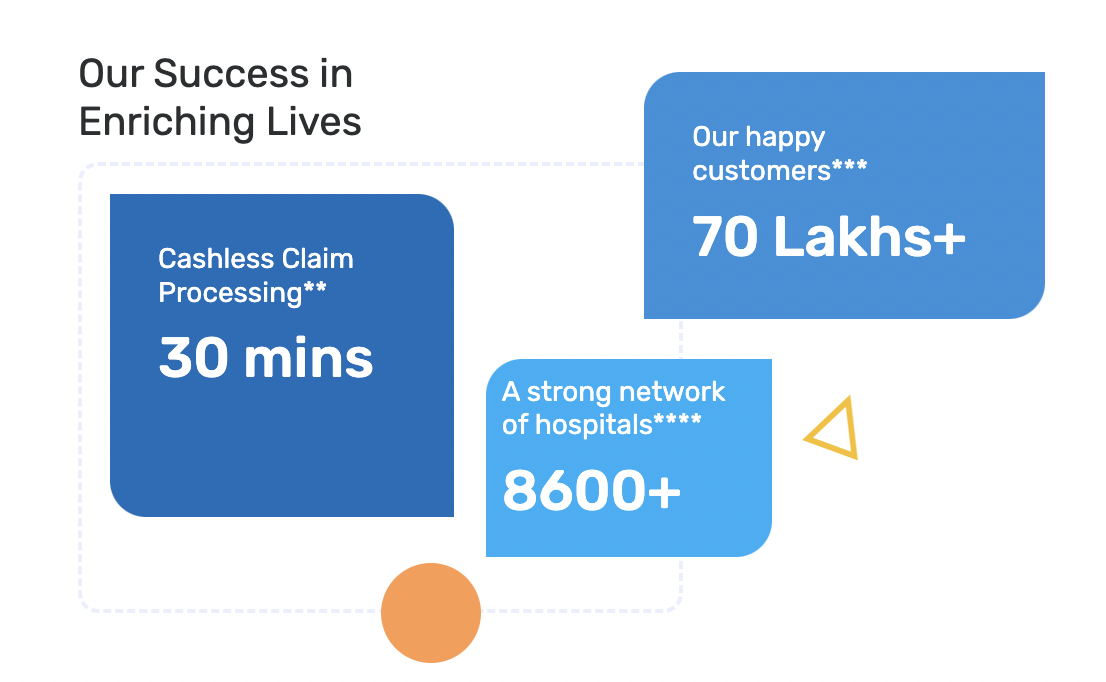 Our Success in
Enriching Lives
Cashless Claim
Processing**
30 mins
Our happy
customers***
70 Lakhs+
A strong network
of hospitals****
8600+